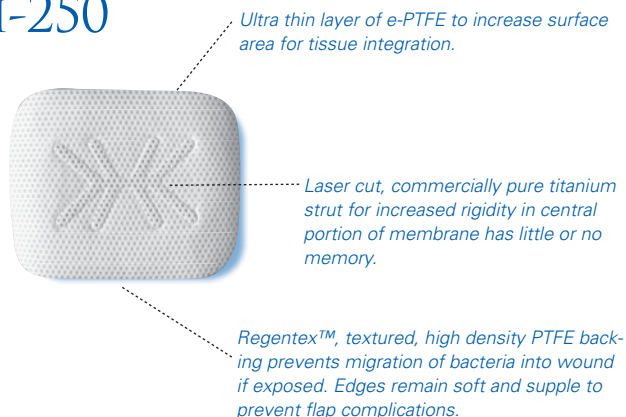 -250
Ultra thin layer of e-PTFE to increase surface
area for tissue integration.
Laser cut, commercially pure titanium
strut for increased rigidity in central
portion of membrane has little or no
memory.
Regentex™, textured, high density PTFE back-
ing prevents migration of bacteria into wound
if exposed. Edges remain soft and supple to
prevent flap complications.